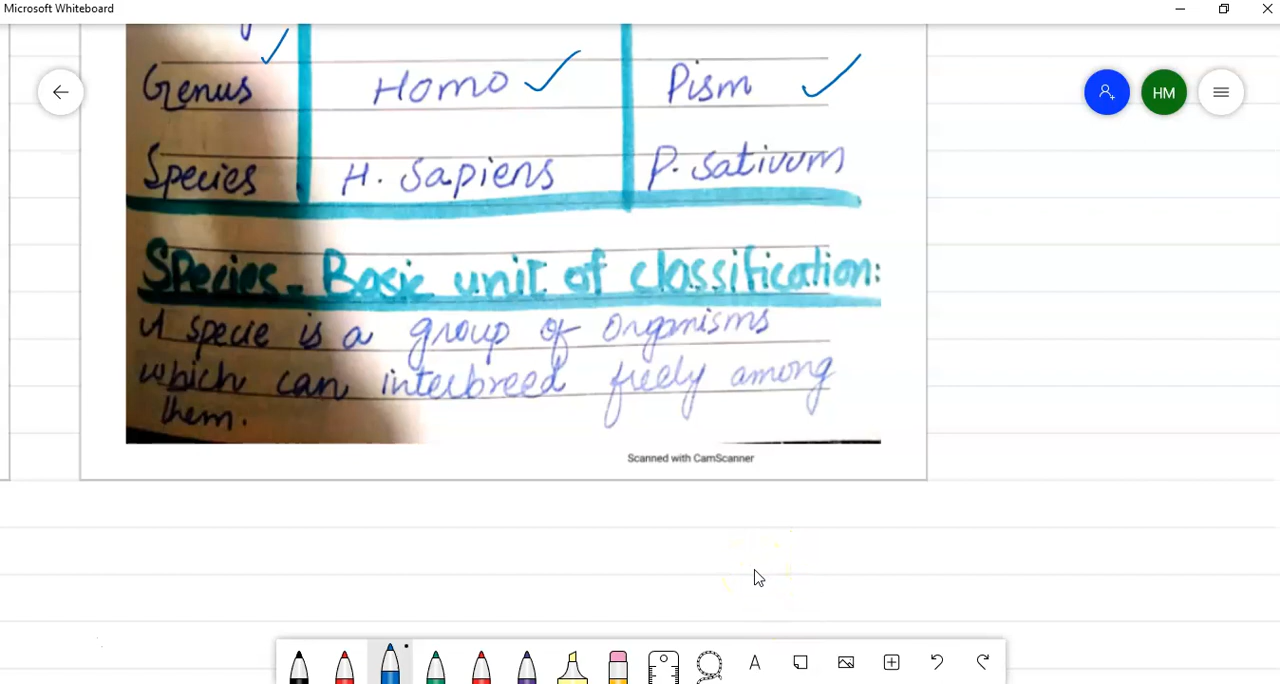 Microsoft Whiteboard
Genus Homo Pism
Species H. Sapiens P. Sativum
Species - Basic unit of classification:
A specie is a group of organisms
which can interbreed freely among
them.
Scanned with CamScanner
HM
A